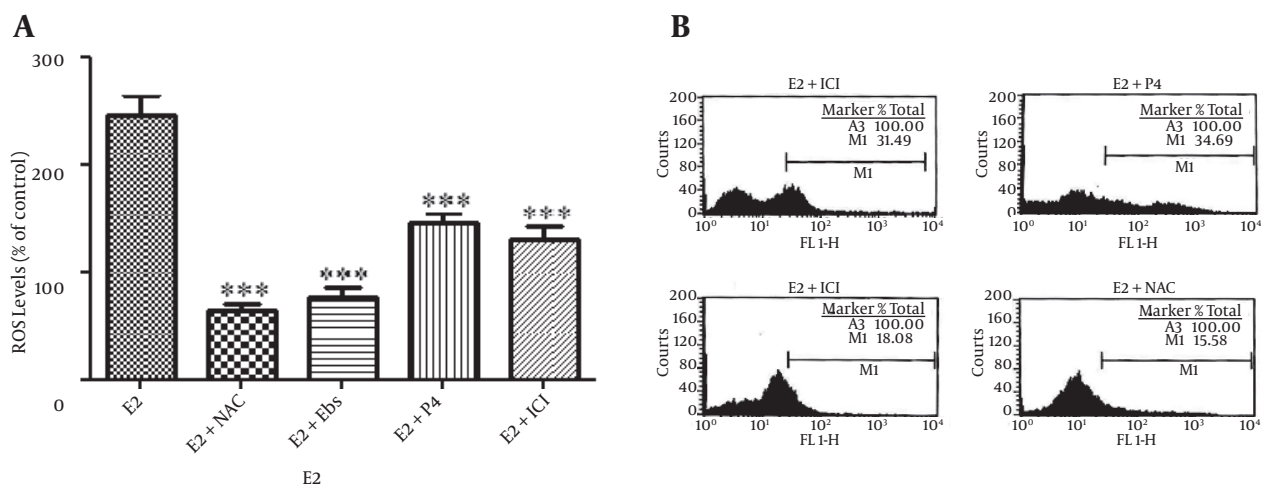 A
300
200
100
0
ROS Levels (% of control)
***
***
***
***
E2
E2 + NAC
E2 + Ebs
E2 + P4
E2 + ICI
E2
B
E2 + ICI
200
160
120
80
40
0
Counts
Marker % Total
A3 100.00
M1 31.49
M1
10⁰ 10¹ 10² 10³ 10⁴
FL 1-H
E2 + P4
200
160
120
80
40
0
Counts
Marker % Total
A3 100.00
M1 34.69
M1
10⁰ 10¹ 10² 10³ 10⁴
FL 1-H
E2 + ICI
200
160
120
80
40
0
Counts
Marker % Total
A3 100.00
M1 18.08
M1
10⁰ 10¹ 10² 10³ 10⁴
FL 1-H
E2 + NAC
200
160
120
80
40
0
Counts
Marker % Total
A3 100.00
M1 15.58
M1
10⁰ 10¹ 10² 10³ 10⁴
FL 1-H